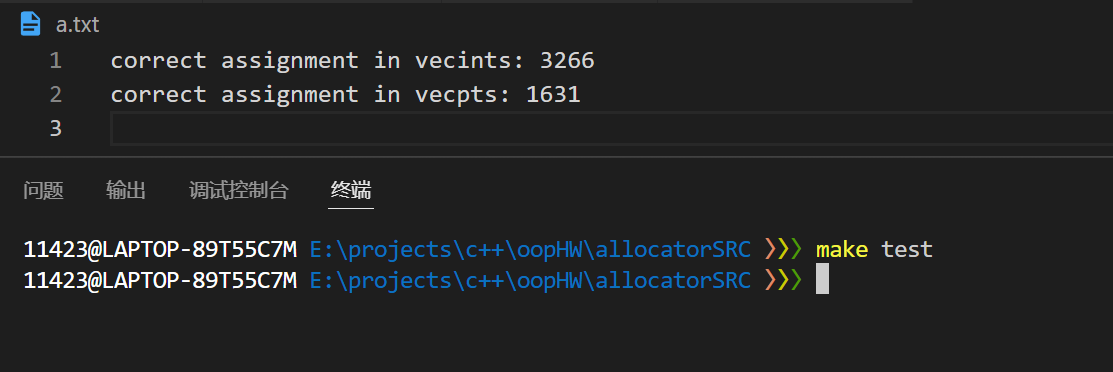 a.txt
1 correct assignment in vecints: 3266
2 correct assignment in vecpts: 1631
3
问题 输出 调试控制台 终端
11423@LAPTOP-89T55C7M E:\projects\c++\oopHW\allocatorSRC ❯❯❯ make test
11423@LAPTOP-89T55C7M E:\projects\c++\oopHW\allocatorSRC ❯❯❯